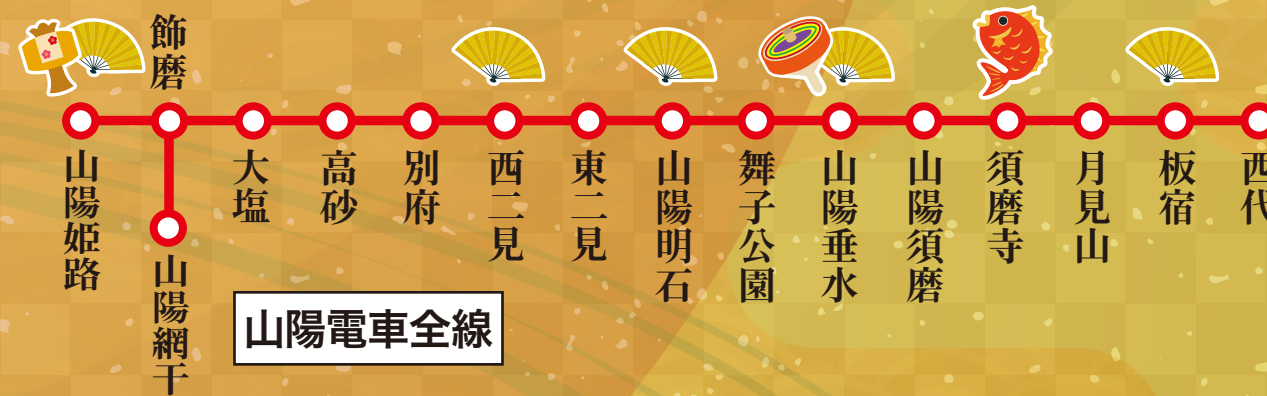 飾磨
山陽姫路
山陽網干
大塩
高砂
別府
西二見
東二見
山陽明石
舞子公園
山陽垂水
山陽須磨
須磨寺
月見山
板宿
西代
山陽電車全線